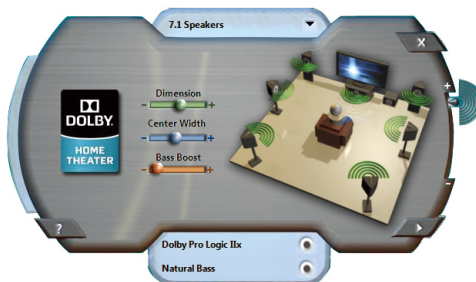 7.1 Speakers
X
Dimension
- +
DOLBY
HOME
THEATER
Center Width
- +
Bass Boost
- +
+
-
?
Dolby Pro Logic IIx
Natural Bass